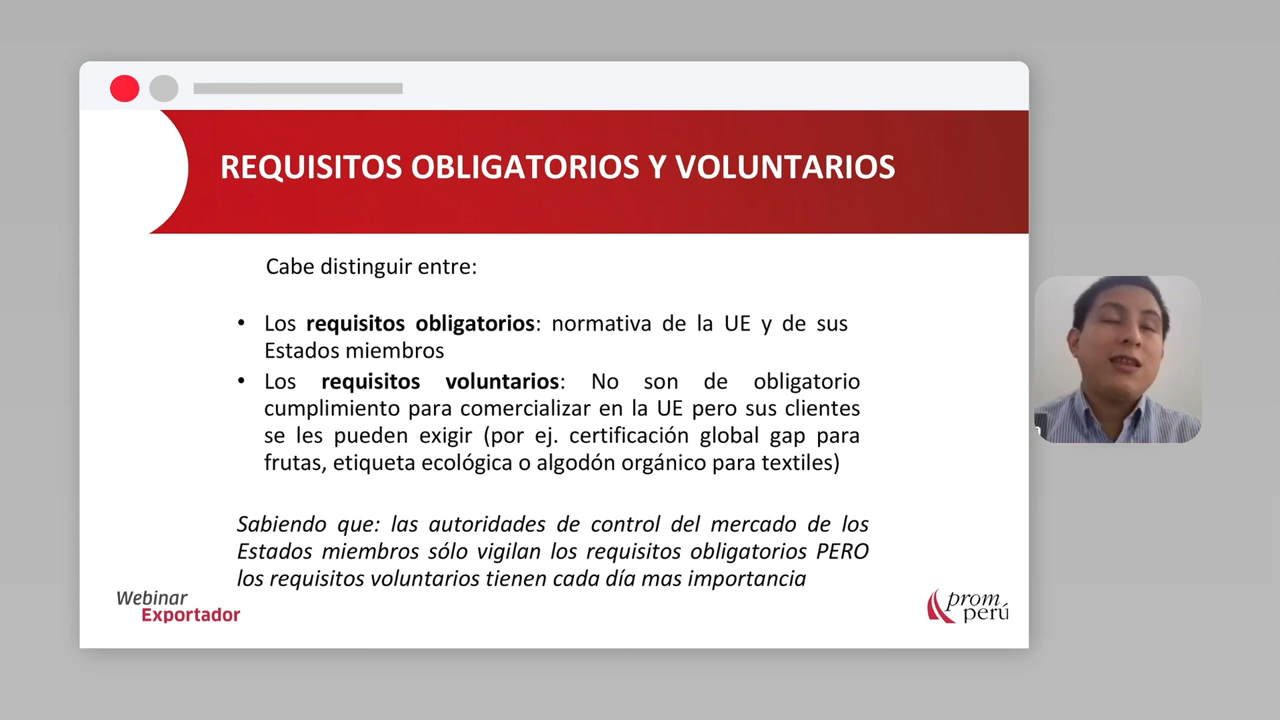 REQUISITOS OBLIGATORIOS Y VOLUNTARIOS
Cabe distinguir entre:
• Los requisitos obligatorios: normativa de la UE y de sus
Estados miembros
• Los requisitos voluntarios: No son de obligatorio
cumplimiento para comercializar en la UE pero sus clientes
se les pueden exigir (por ej. certificación global gap para
frutas, etiqueta ecológica o algodón orgánico para textiles)
Sabiendo que: las autoridades de control del mercado de los
Estados miembros sólo vigilan los requisitos obligatorios PERO
los requisitos voluntarios tienen cada día mas importancia
Webinar
Exportador
prom
perú